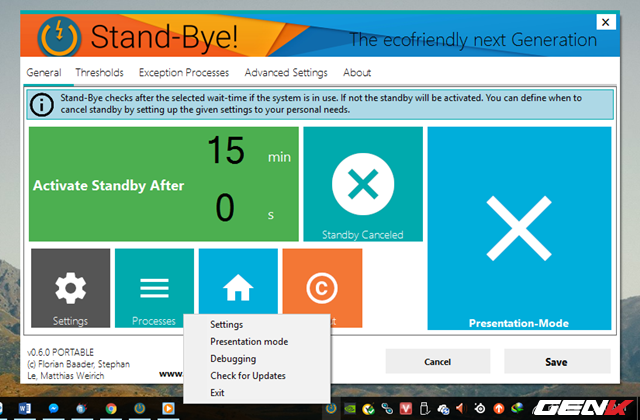 Stand-Bye!
The ecofriendly next Generation
General Thresholds Exception Processes Advanced Settings About
Stand-Bye checks after the selected wait-time if the system is in use. If not the standby will be activated. You can define when to
cancel standby by setting up the given settings to your personal needs.
Activate Standby After
15 min
0 s
Standby Canceled
Presentation-Mode
Settings
Processes
v0.6.0 PORTABLE
(c) Florian Baader, Stephan
Le, Matthias Weirich
www.
Cancel
Save
Settings
Presentation mode
Debugging
Check for Updates
Exit
GENK